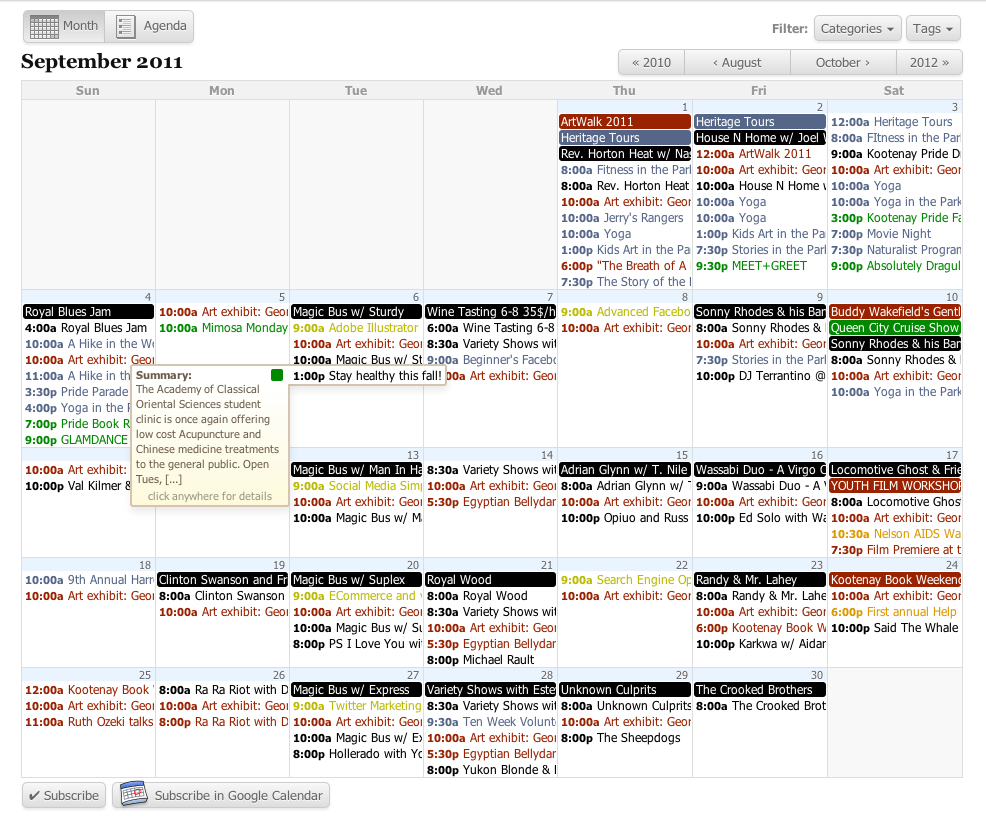 Month Agenda Filter: Categories Tags
September 2011 « 2010 ‹ August October › 2012 »
Sun Mon Tue Wed Thu Fri Sat
1
ArtWalk 2011
Heritage Tours
Rev. Horton Heat w/ Nas
8:00a Fitness in the Parl
8:00a Rev. Horton Heat
10:00a Art exhibit: Geor
10:00a Jerry's Rangers
10:00a Yoga
1:00p Kids Art in the Pa
6:00p "The Breath of A
7:30p The Story of the I
2
Heritage Tours
House N Home w/ Joel W
12:00a ArtWalk 2011
10:00a Art exhibit: Geor
10:00a House N Home w
10:00a Yoga
10:00a Yoga
1:00p Kids Art in the Pa
7:30p Stories in the Parl
9:30p MEET+GREET
3
12:00a Heritage Tours
8:00a FItness in the Parl
9:00a Kootenay Pride D
10:00a Art exhibit: Geor
10:00a Yoga
10:00a Yoga in the Park
3:00p Kootenay Pride Fa
7:00p Movie Night
7:30p Naturalist Program
9:00p Absolutely Dragul
4
Royal Blues Jam
4:00a Royal Blues Jam
10:00a A Hike in the Wo
10:00a Art exhibit: Geor
11:00a A Hike in th
3:30p Pride Parade
4:00p Yoga in the P
7:00p Pride Book R
9:00p GLAMDANCE
5
10:00a Art exhibit: Geor
10:00a Mimosa Monday
6
Magic Bus w/ Sturdy
9:00a Adobe Illustrator
10:00a Art exhibit: Geor
10:00a Magic Bus w/ St
1:00p Stay healthy this fall!
7
Wine Tasting 6-8 35$/h
6:00a Wine Tasting 6-8
8:30a Variety Shows wit
9:00a Beginner's Facebo
00a Art exhibit: Geor
8
9:00a Advanced Facebo
10:00a Art exhibit: Geor
9
Sonny Rhodes & his Ban
8:00a Sonny Rhodes &
10:00a Art exhibit: Geor
7:30p Stories in the Parl
10:00p DJ Terrantino @
10
Buddy Wakefield's Gentl
Queen City Cruise Show
Sonny Rhodes & his Ban
8:00a Sonny Rhodes &
10:00a Art exhibit: Geor
10:00a Yoga in the Park
Summary:
The Academy of Classical
Oriental Sciences student
clinic is once again offering
low cost Acupuncture and
Chinese medicine treatments
to the general public. Open
Tues, [...]
click anywhere for details
10:00a Art exhibit:
10:00p Val Kilmer &
13
Magic Bus w/ Man In Ha
9:00a Social Media Simp
10:00a Art exhibit: Geor
10:00a Magic Bus w/ Ma
14
8:30a Variety Shows wit
10:00a Art exhibit: Geor
5:30p Egyptian Bellydan
15
Adrian Glynn w/ T. Nile
8:00a Adrian Glynn w/ T
10:00a Art exhibit: Geor
10:00p Opiuo and Russ
16
Wassabi Duo - A Virgo C
9:00a Wassabi Duo - A V
10:00a Art exhibit: Geor
10:00p Ed Solo with Wa
17
Locomotive Ghost & Frie
YOUTH FILM WORKSHOP
8:00a Locomotive Ghos
10:00a Art exhibit: Geor
10:30a Nelson AIDS Wa
7:30p Film Premiere at t
18
10:00a 9th Annual Harr
10:00a Art exhibit: Geor
19
Clinton Swanson and Fr
8:00a Clinton Swanson
10:00a Art exhibit: Geor
20
Magic Bus w/ Suplex
9:00a ECommerce and
10:00a Art exhibit: Geor
10:00a Magic Bus w/ Su
8:00p PS I Love You wi
21
Royal Wood
8:00a Royal Wood
8:30a Variety Shows wit
10:00a Art exhibit: Geor
5:30p Egyptian Bellydan
8:00p Michael Rault
22
9:00a Search Engine Op
10:00a Art exhibit: Geor
23
Randy & Mr. Lahey
8:00a Randy & Mr. Lahe
10:00a Art exhibit: Geor
6:00p Kootenay Book W
10:00p Karkwa w/ Aidan
24
Kootenay Book Weekend
10:00a Art exhibit: Geor
6:00p First annual Help
10:00p Said The Whale
25
12:00a Kootenay Book
10:00a Art exhibit: Geor
11:00a Ruth Ozeki talks
26
8:00a Ra Ra Riot with D
10:00a Art exhibit: Geor
8:00p Ra Ra Riot with D
27
Magic Bus w/ Express
9:00a Twitter Marketing
10:00a Art exhibit: Geor
10:00a Magic Bus w/ Ex
8:00p Hollerado with Yo
28
Variety Shows with Este
8:30a Variety Shows wit
9:30a Ten Week Volunt
10:00a Art exhibit: Geor
5:30p Egyptian Bellydan
8:00p Yukon Blonde & I
29
Unknown Culprits
8:00a Unknown Culprits
10:00a Art exhibit: Geor
8:00p The Sheepdogs
30
The Crooked Brothers
8:00a The Crooked Brot
✔ Subscribe Subscribe in Google Calendar